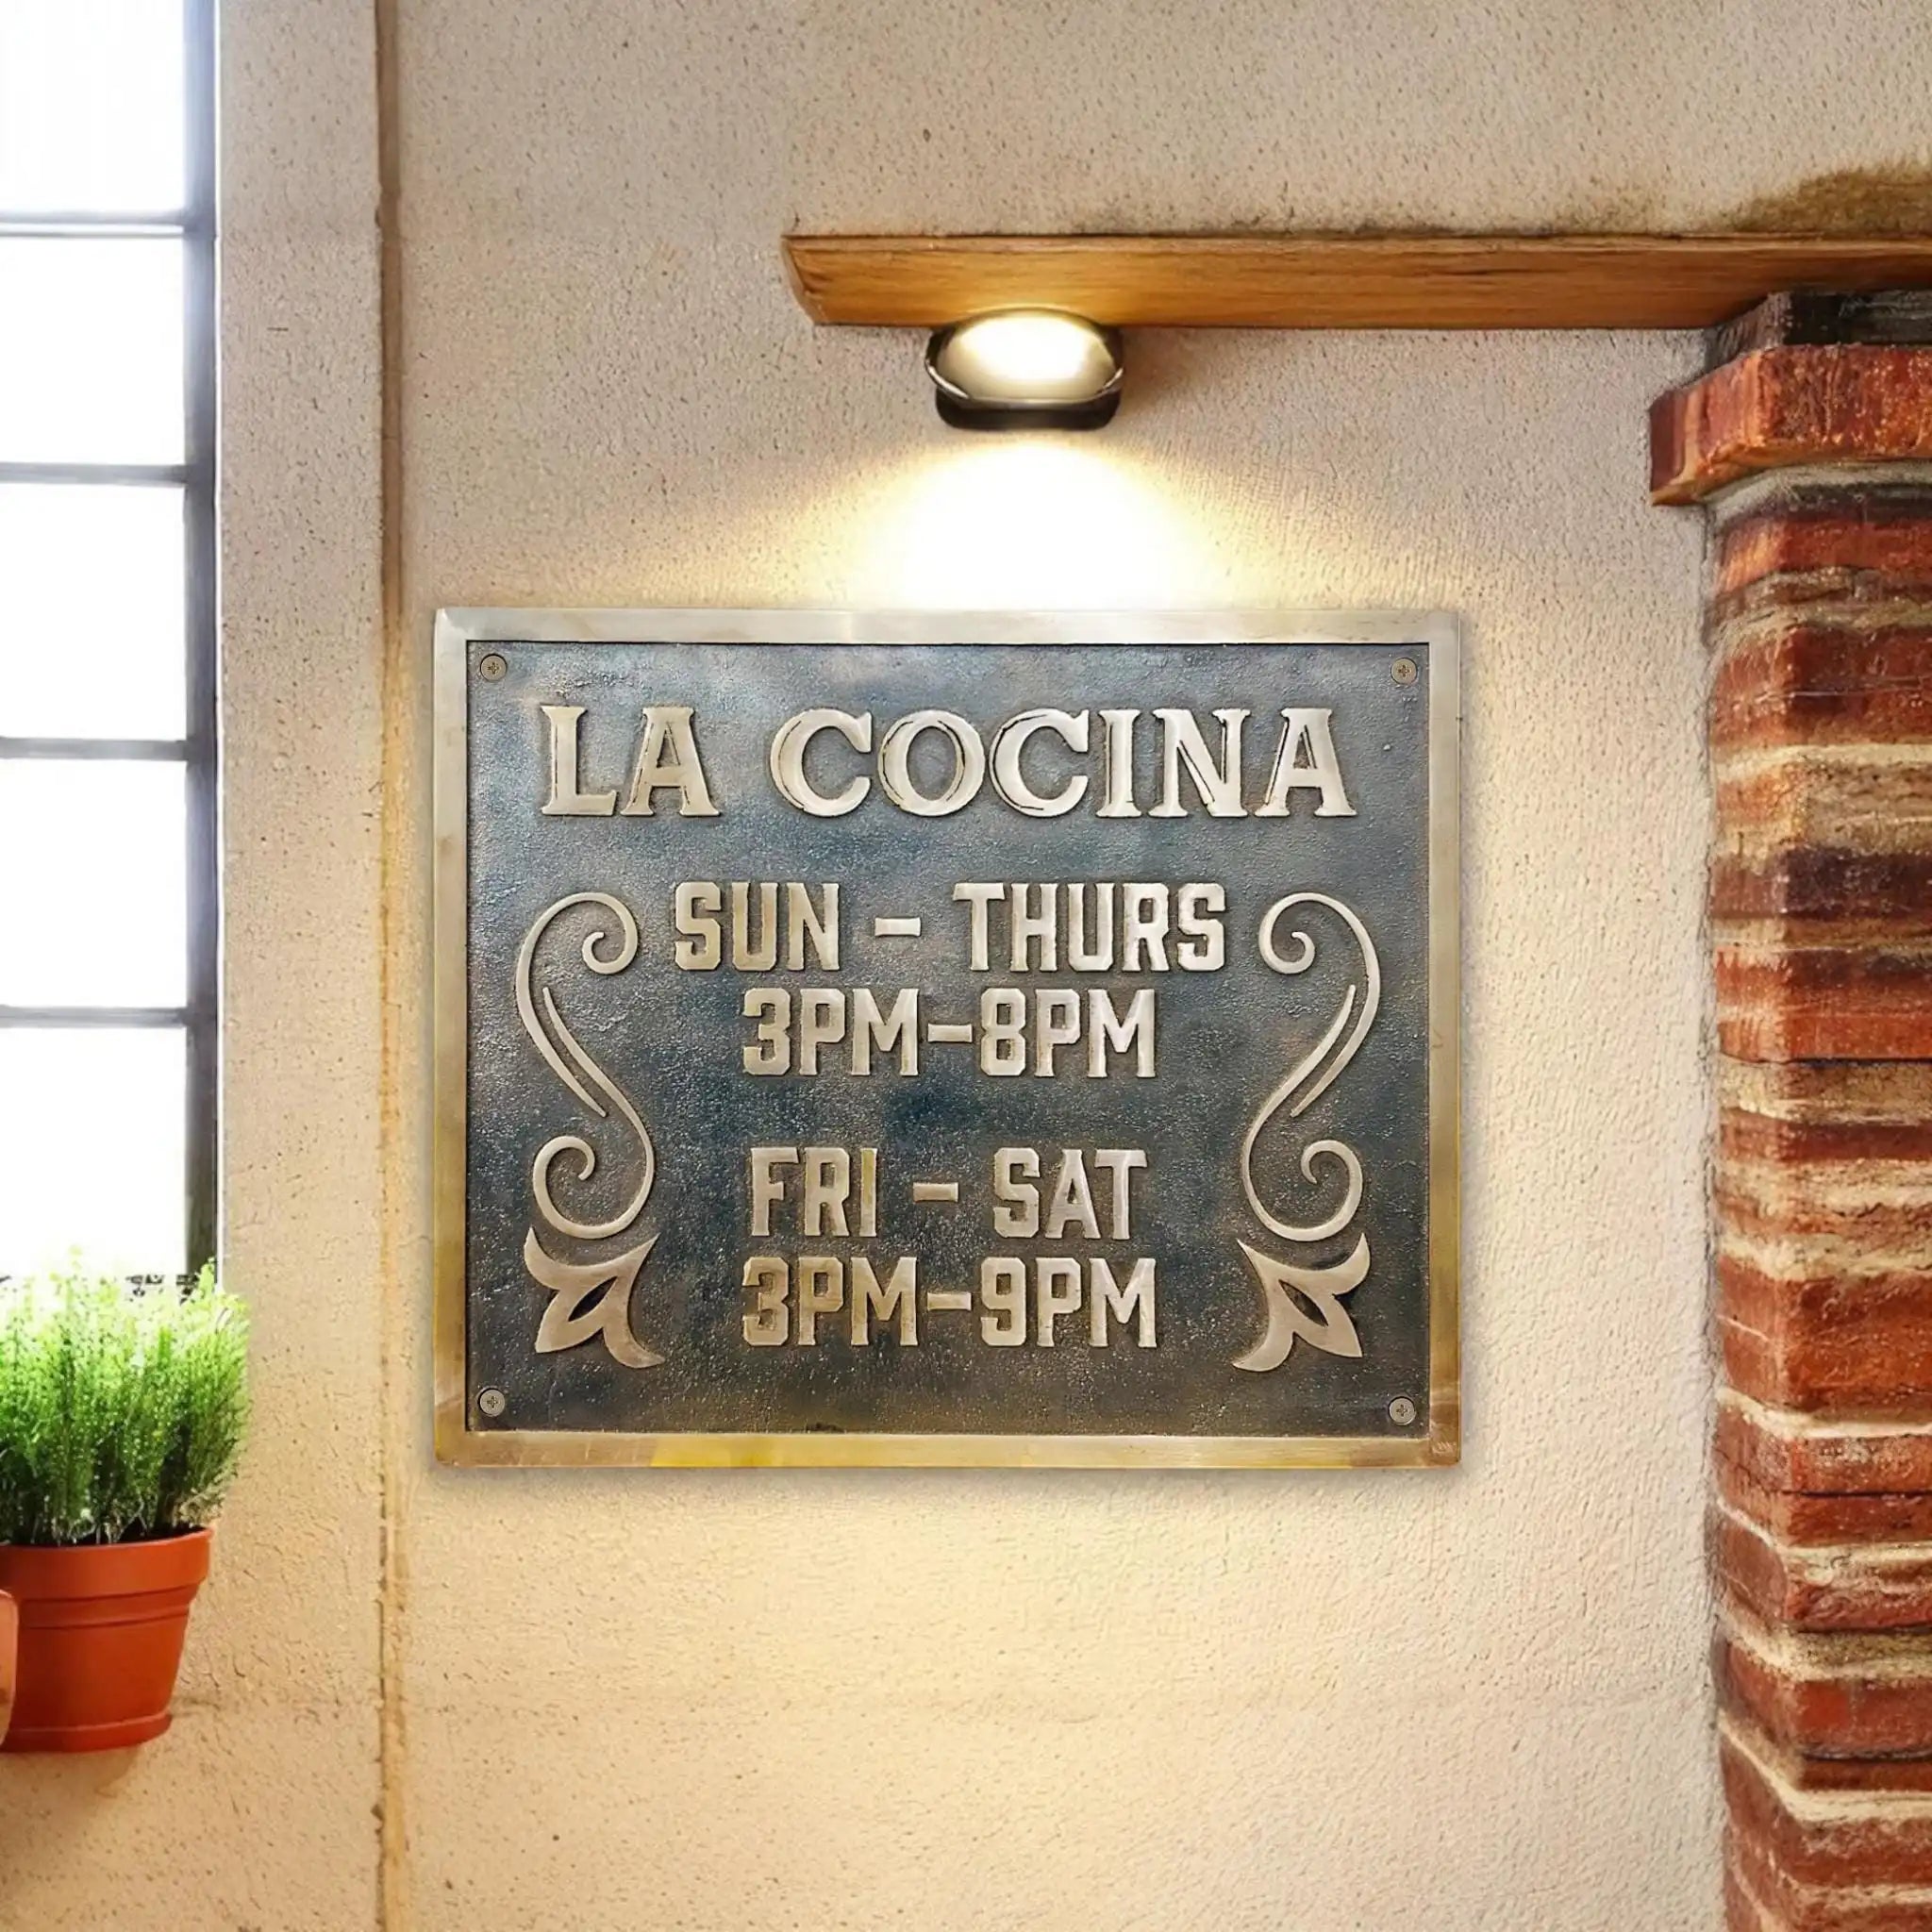 LA COCINA
SUN - THURS
3PM-8PM
FRI - SAT
3PM-9PM